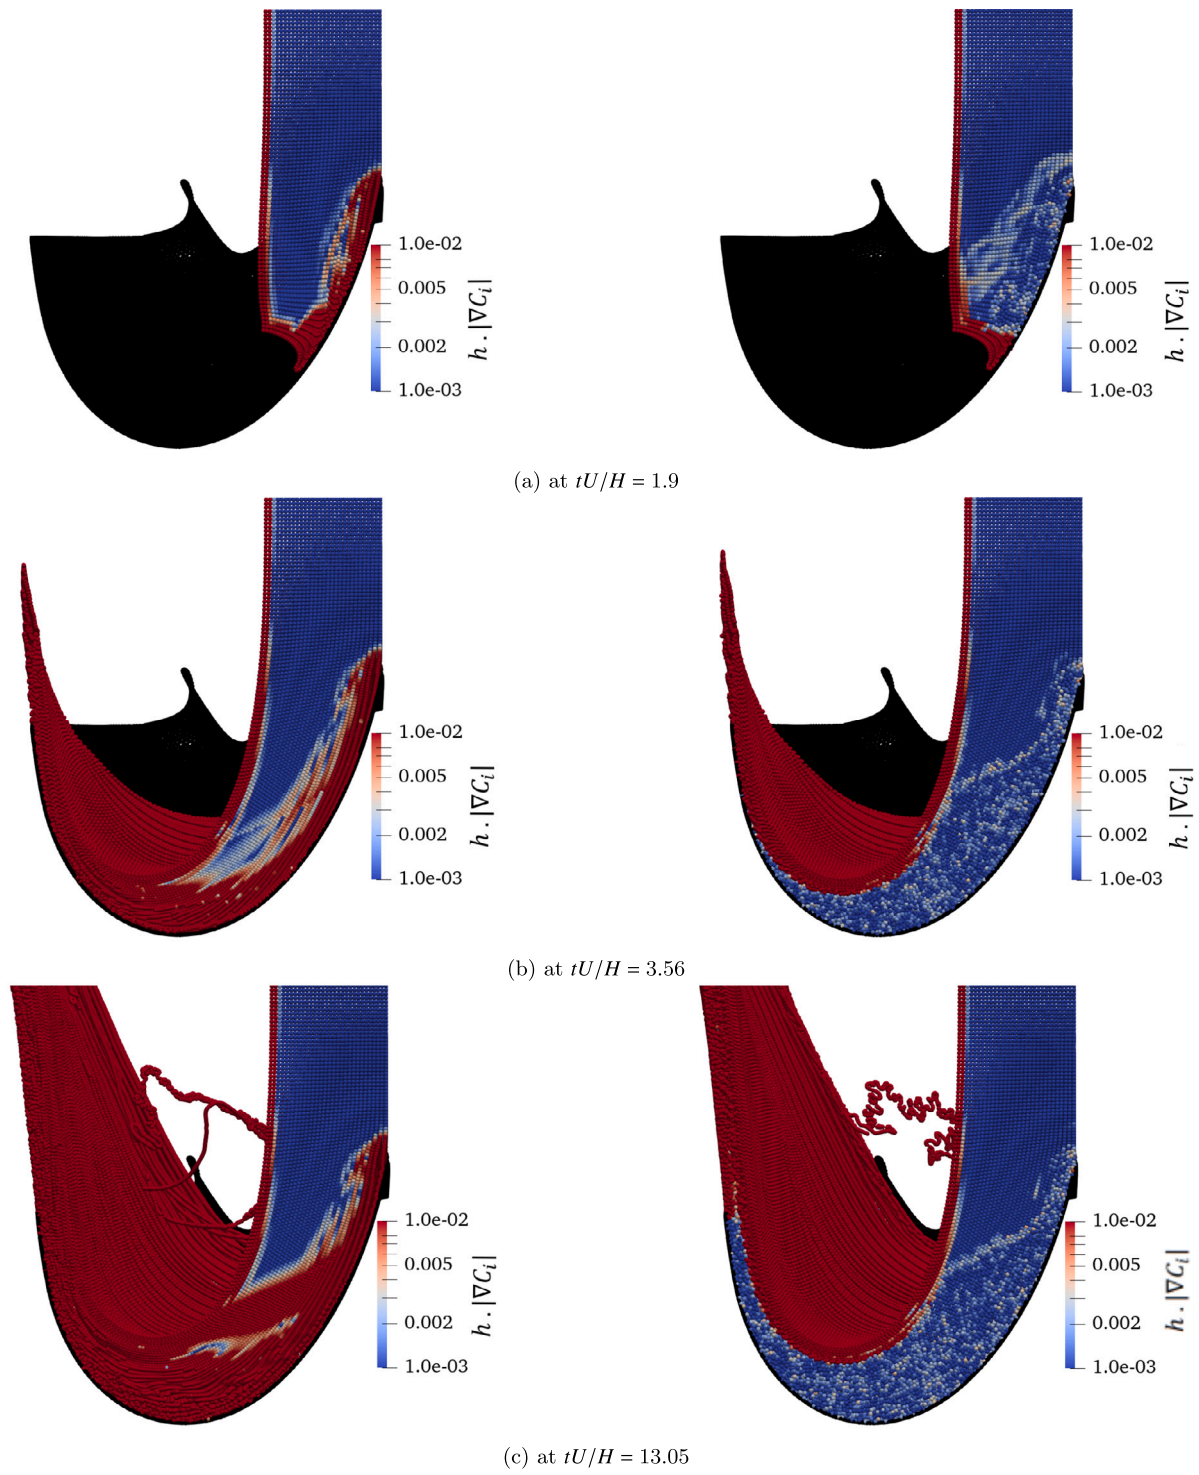 1.0e-02 1.0e-02
0.005 0.005
h · |∇C_i| h · |∇C_i|
0.002 0.002
1.0e-03 1.0e-03
(a) at tU/H = 1.9
1.0e-02 1.0e-02
0.005 0.005
h · |∇C_i| h · |∇C_i|
0.002 0.002
1.0e-03 1.0e-03
(b) at tU/H = 3.56
1.0e-02 1.0e-02
0.005 0.005
h · |∇C_i| h · |∇C_i|
0.002 0.002
1.0e-03 1.0e-03
(c) at tU/H = 13.05